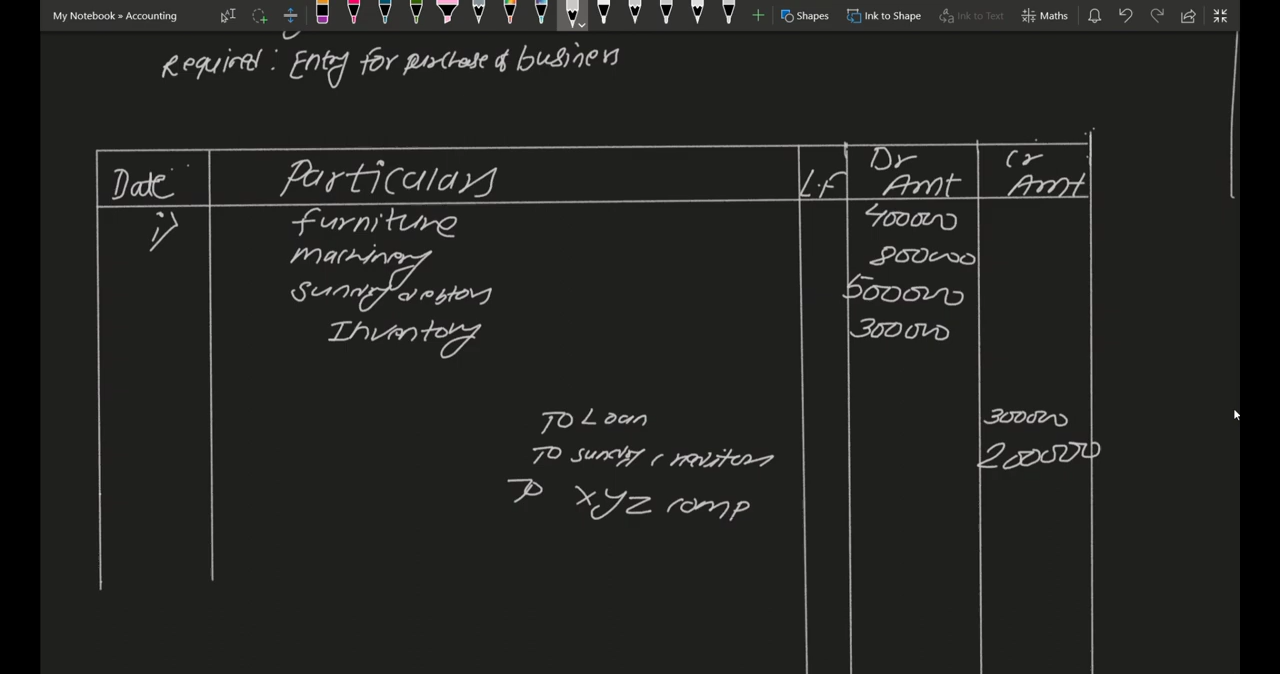 My Notebook » Accounting
Shapes Ink to Shape Ink to Text Maths
Required: Entry for purchase of business
Date Particulars L.F Dr Amt Cr Amt
i) furniture 400000
machinery 800000
sundry debtors 500000
Inventory 300000
TO Loan 300000
TO sundry creditors 200000
TO XYZ comp